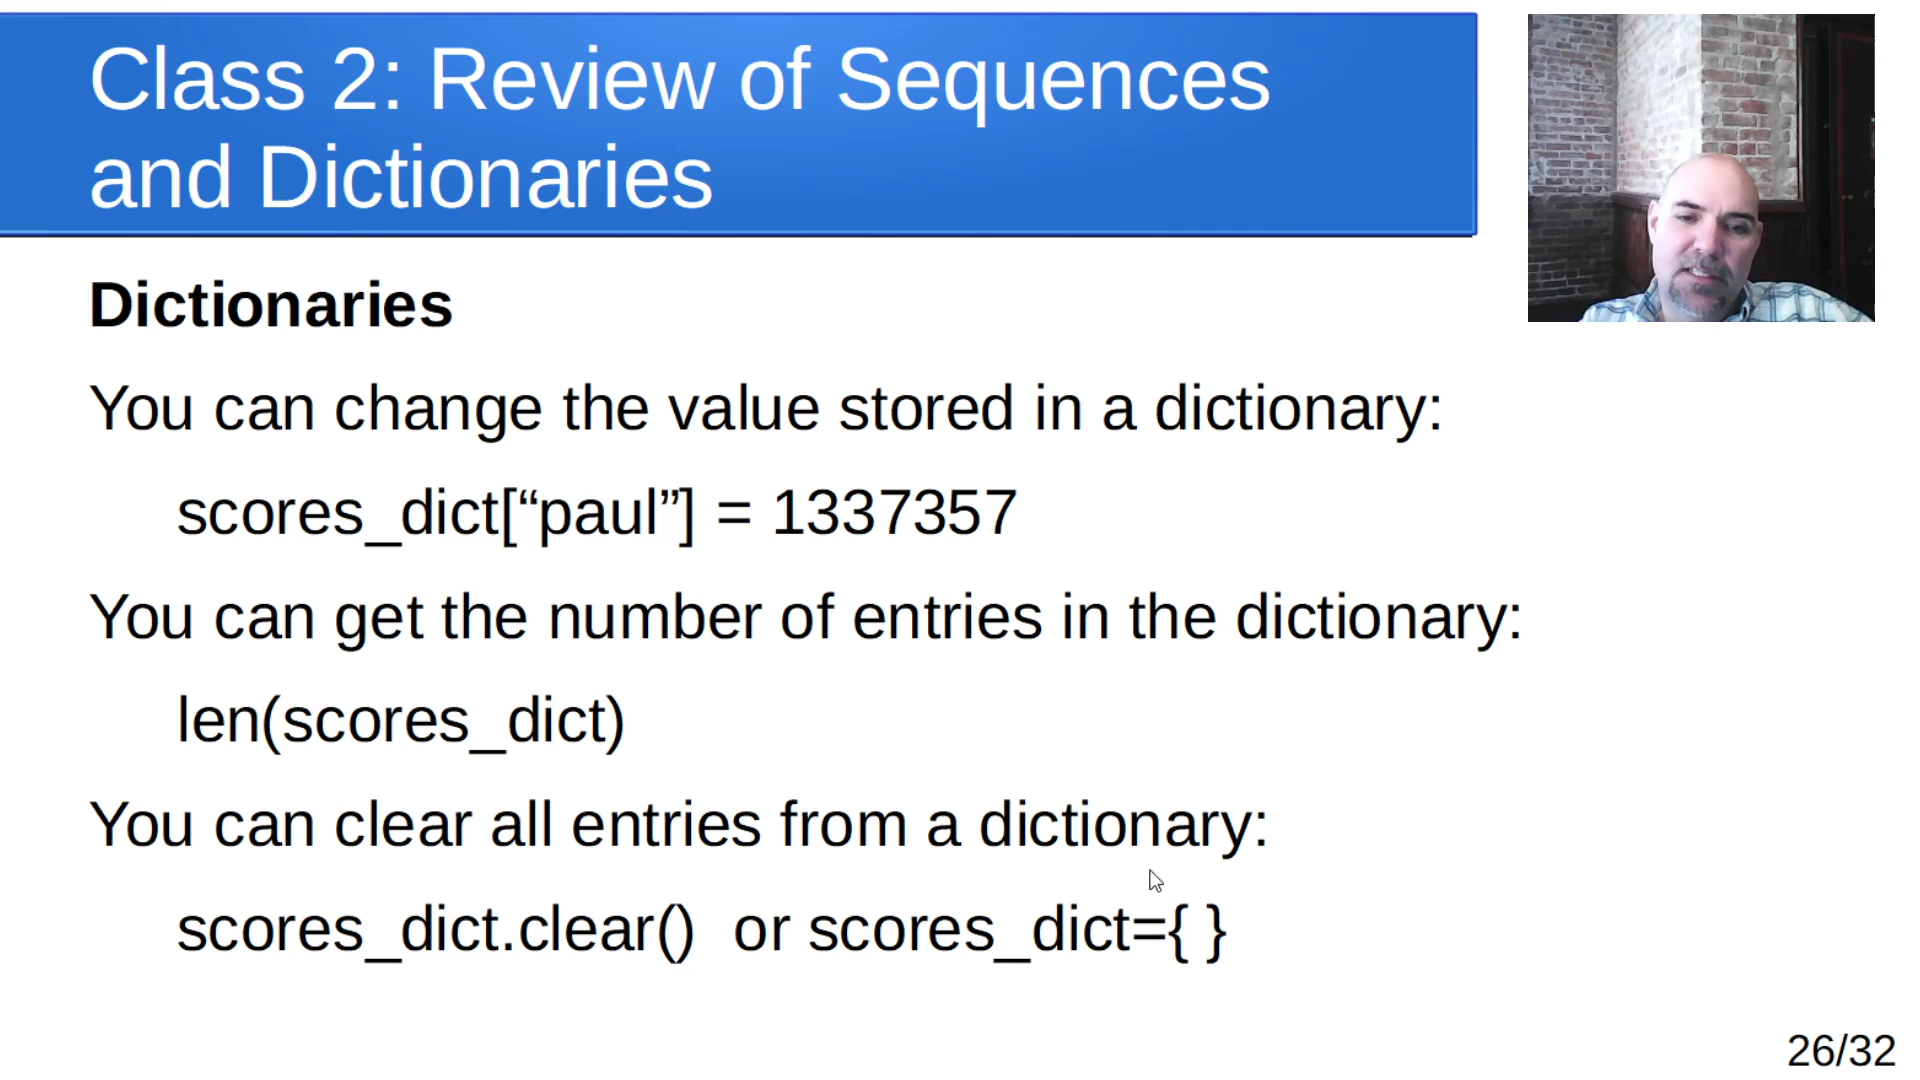 Class 2: Review of Sequences
and Dictionaries
Dictionaries
You can change the value stored in a dictionary:
scores_dict[“paul”] = 1337357
You can get the number of entries in the dictionary:
len(scores_dict)
You can clear all entries from a dictionary:
scores_dict.clear()  or scores_dict={ }
26/32